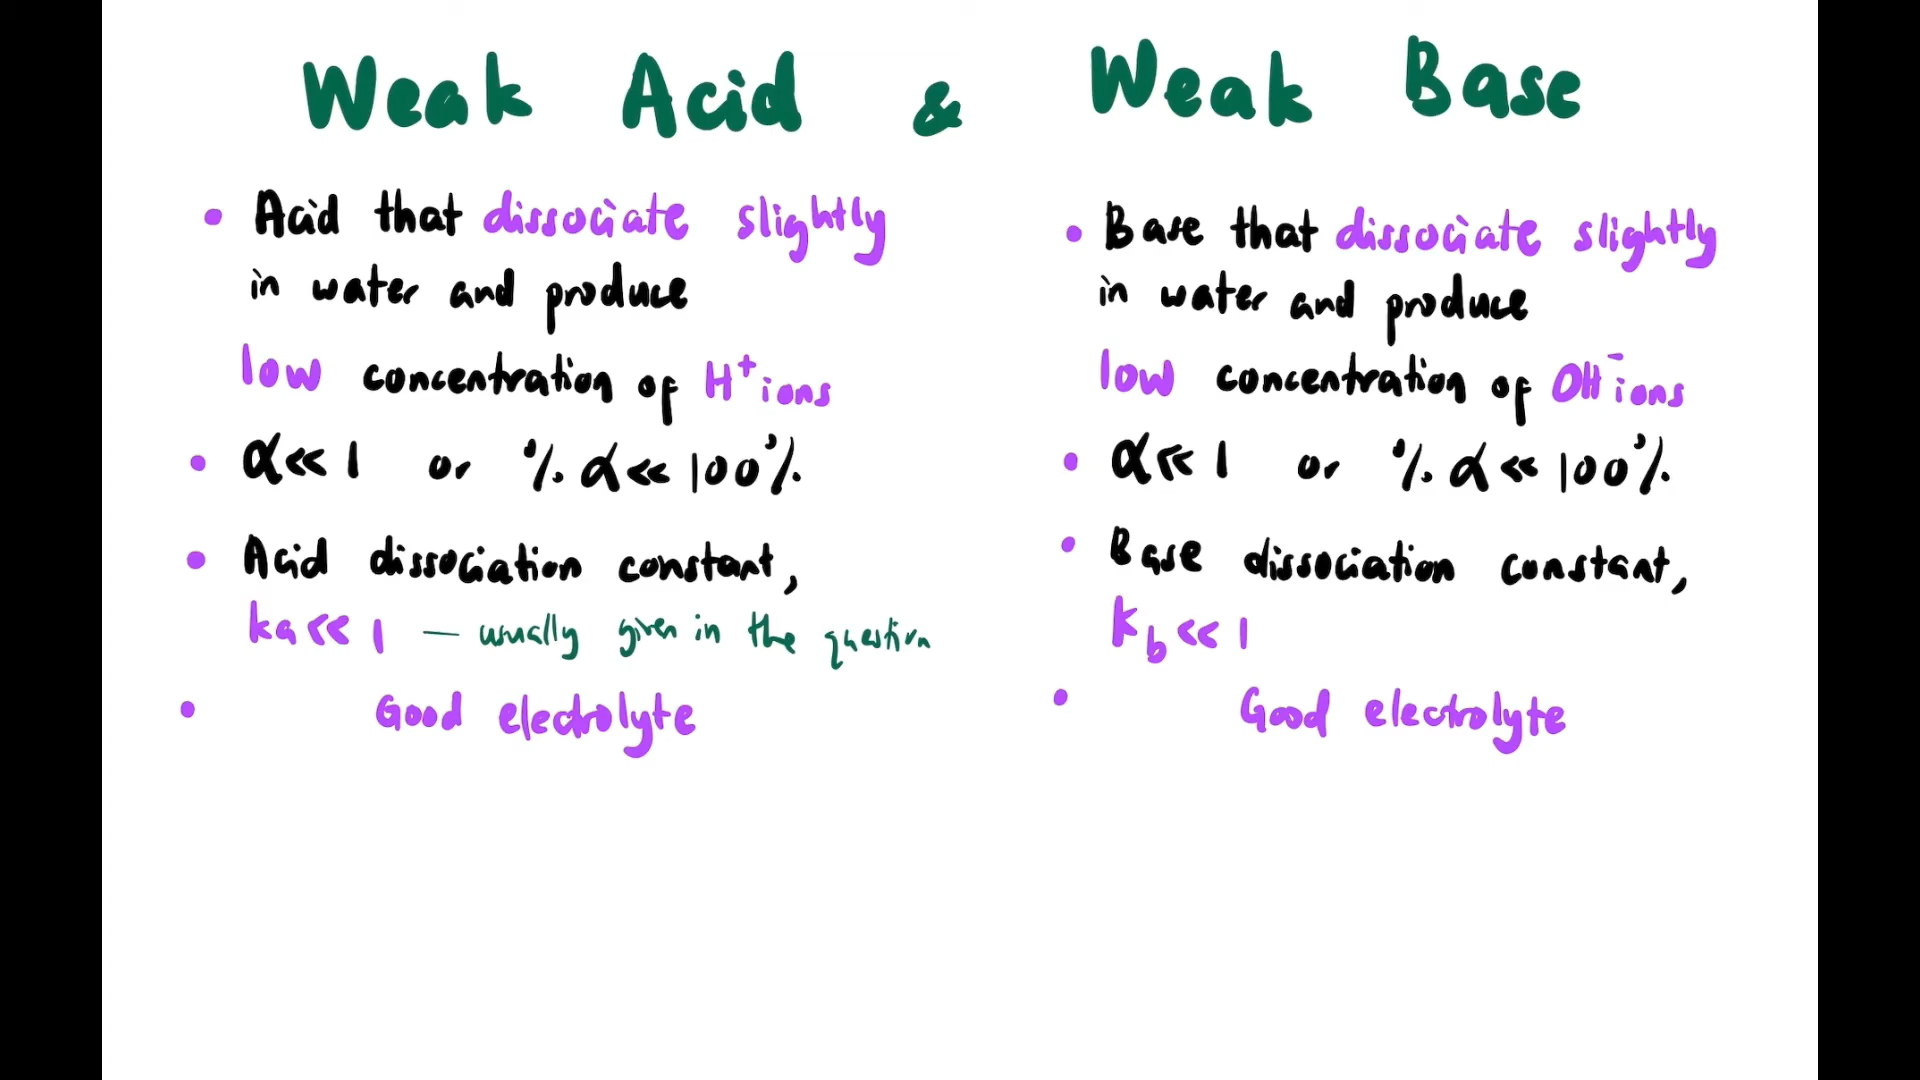 Weak Acid & Weak Base
• Acid that dissociate slightly
in water and produce
low concentration of H⁺ ions
• α << 1 or % α << 100%
• Acid dissociation constant,
ka << 1 — usually given in the question
• Good electrolyte
• Base that dissociate slightly
in water and produce
low concentration of OH⁻ ions
• α << 1 or % α << 100%
• Base dissociation constant,
K_b << 1
• Good electrolyte